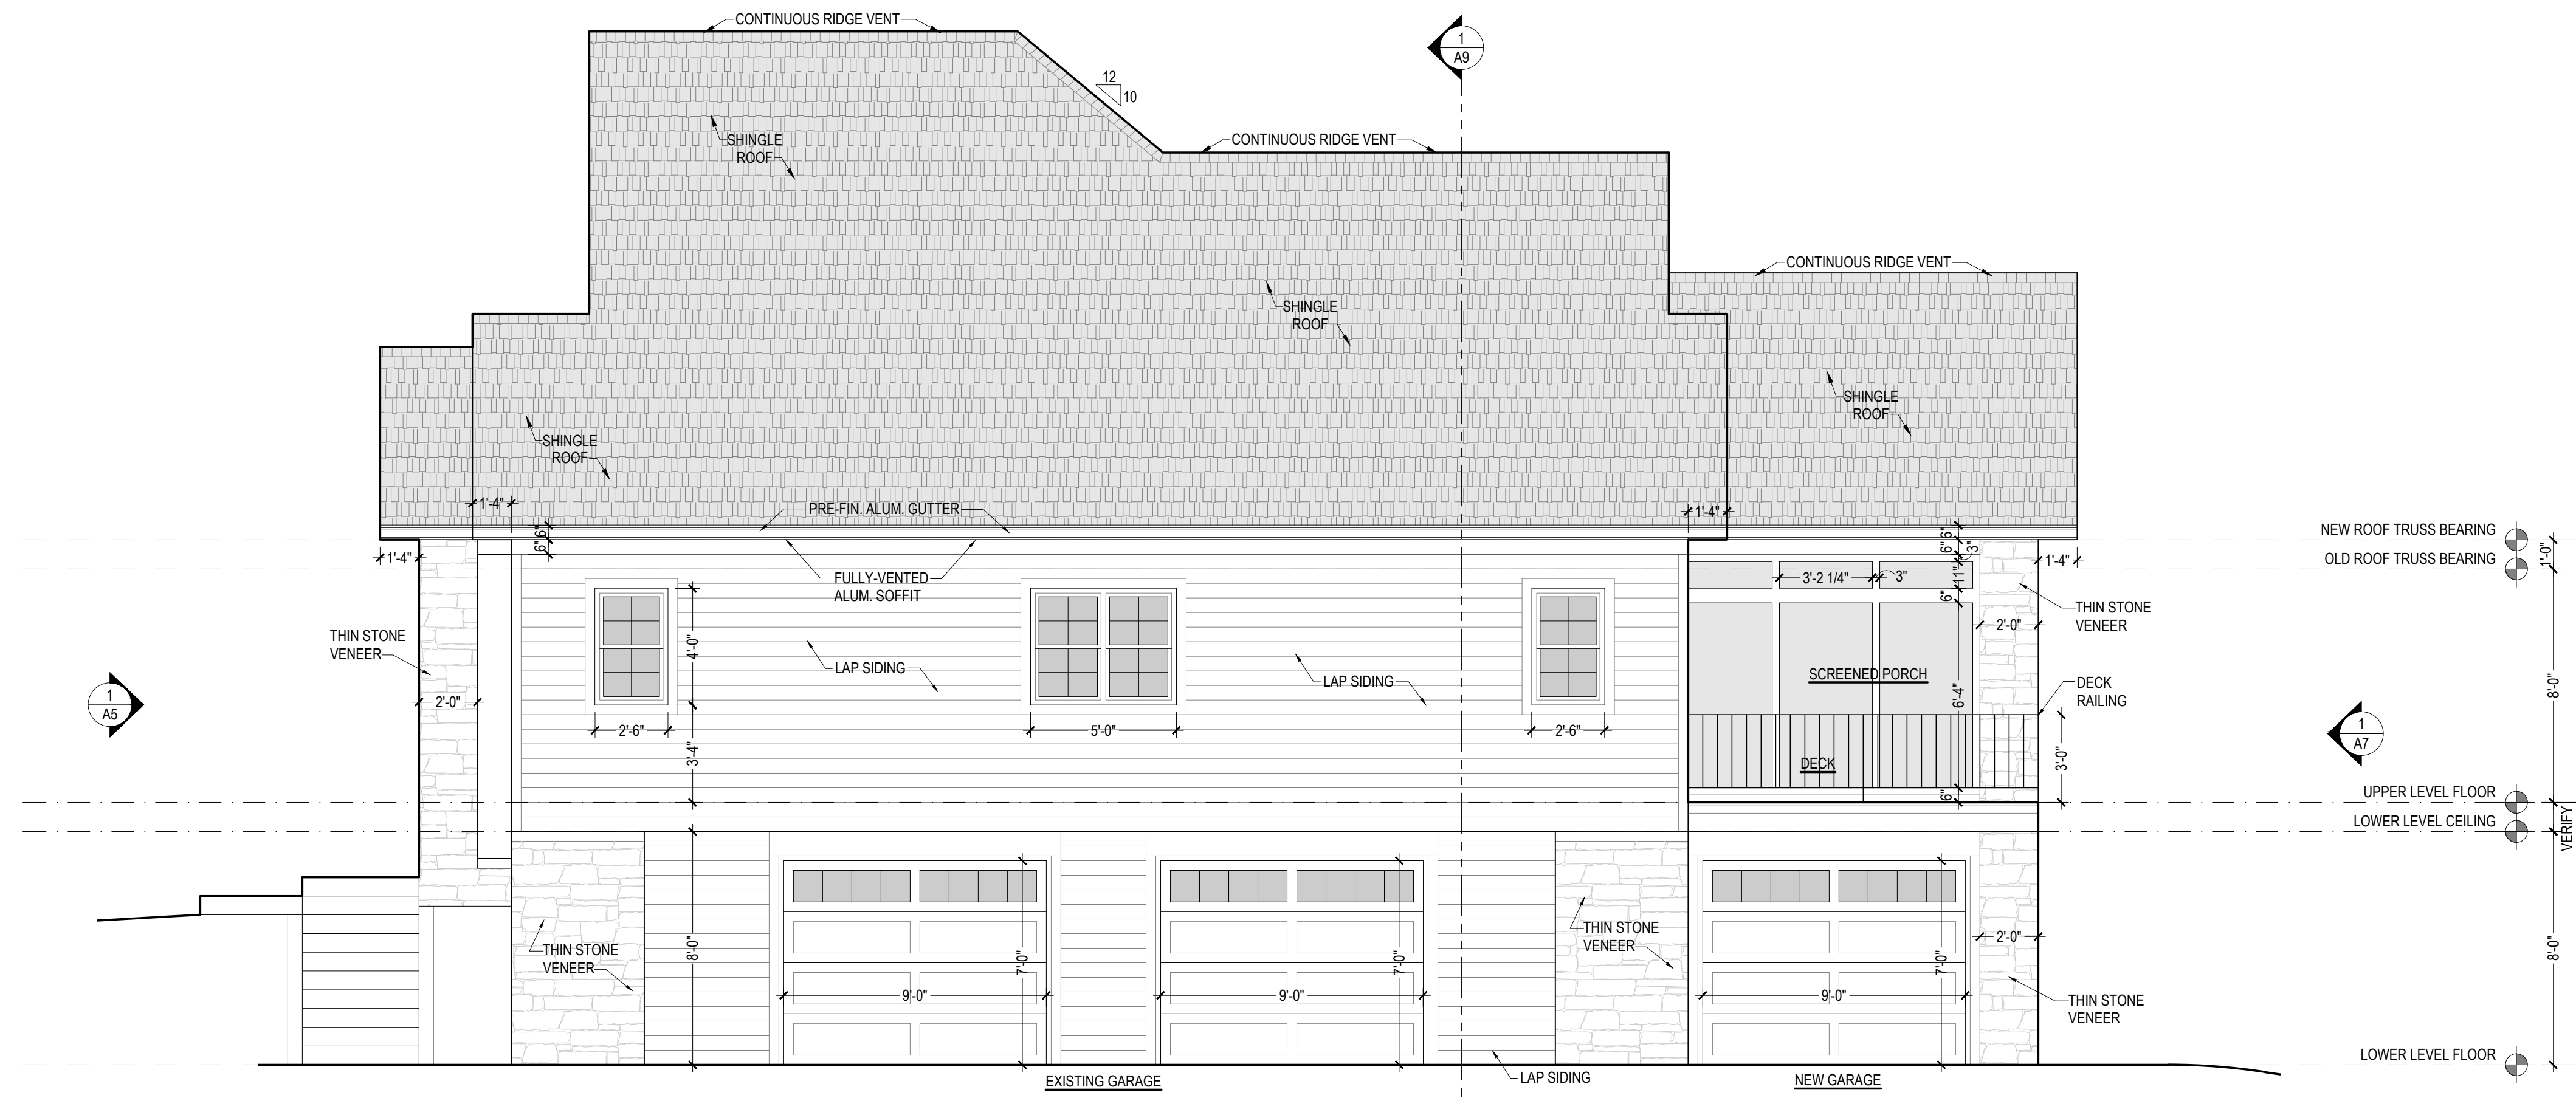 CONTINUOUS RIDGE VENT
1
A9
12
10
SHINGLE
ROOF
CONTINUOUS RIDGE VENT
CONTINUOUS RIDGE VENT
SHINGLE
ROOF
SHINGLE
ROOF
SHINGLE
ROOF
1'-4"
PRE-FIN. ALUM. GUTTER
1'-4"
6"
6"
6"
6"
3"
NEW ROOF TRUSS BEARING
1'-4"
1'-4"
OLD ROOF TRUSS BEARING
1'-0"
FULLY-VENTED
ALUM. SOFFIT
3'-2 1/4"
3"
11"
6"
THIN STONE
VENEER
THIN STONE
VENEER
2'-0"
4'-0"
LAP SIDING
LAP SIDING
SCREENED PORCH
8'-0"
2'-0"
6'-4"
DECK
RAILING
1
A5
2'-6"
5'-0"
2'-6"
1
A7
3'-4"
3'-0"
DECK
6"
UPPER LEVEL FLOOR
LOWER LEVEL CEILING
VERIFY
THIN STONE
VENEER
THIN STONE
VENEER
8'-0"
7'-0"
7'-0"
7'-0"
2'-0"
8'-0"
9'-0"
9'-0"
9'-0"
THIN STONE
VENEER
LOWER LEVEL FLOOR
EXISTING GARAGE
LAP SIDING
NEW GARAGE